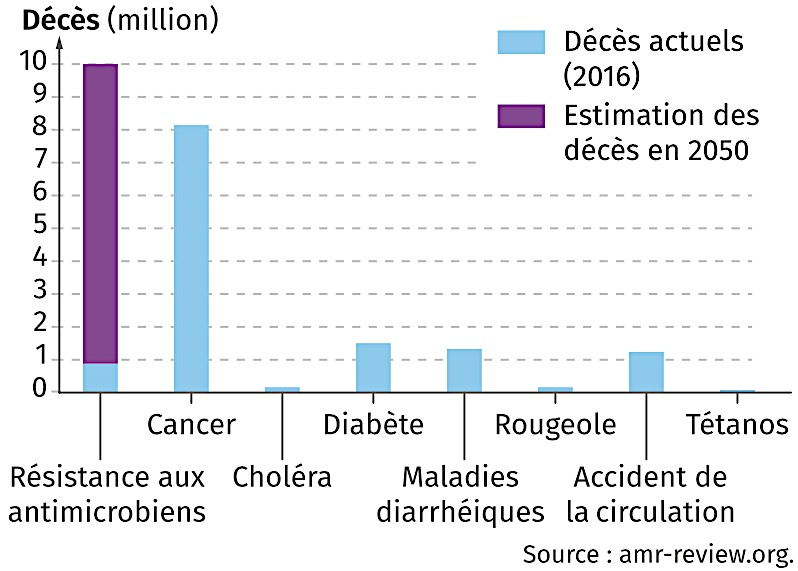 Décès (million)
10
9
8
7
6
5
4
3
2
1
0
Décès actuels
(2016)
Estimation des
décès en 2050
Cancer
Diabète
Rougeole
Tétanos
Résistance aux
antimicrobiens
Choléra
Maladies
diarrhéiques
Accident de
la circulation
Source : amr-review.org.